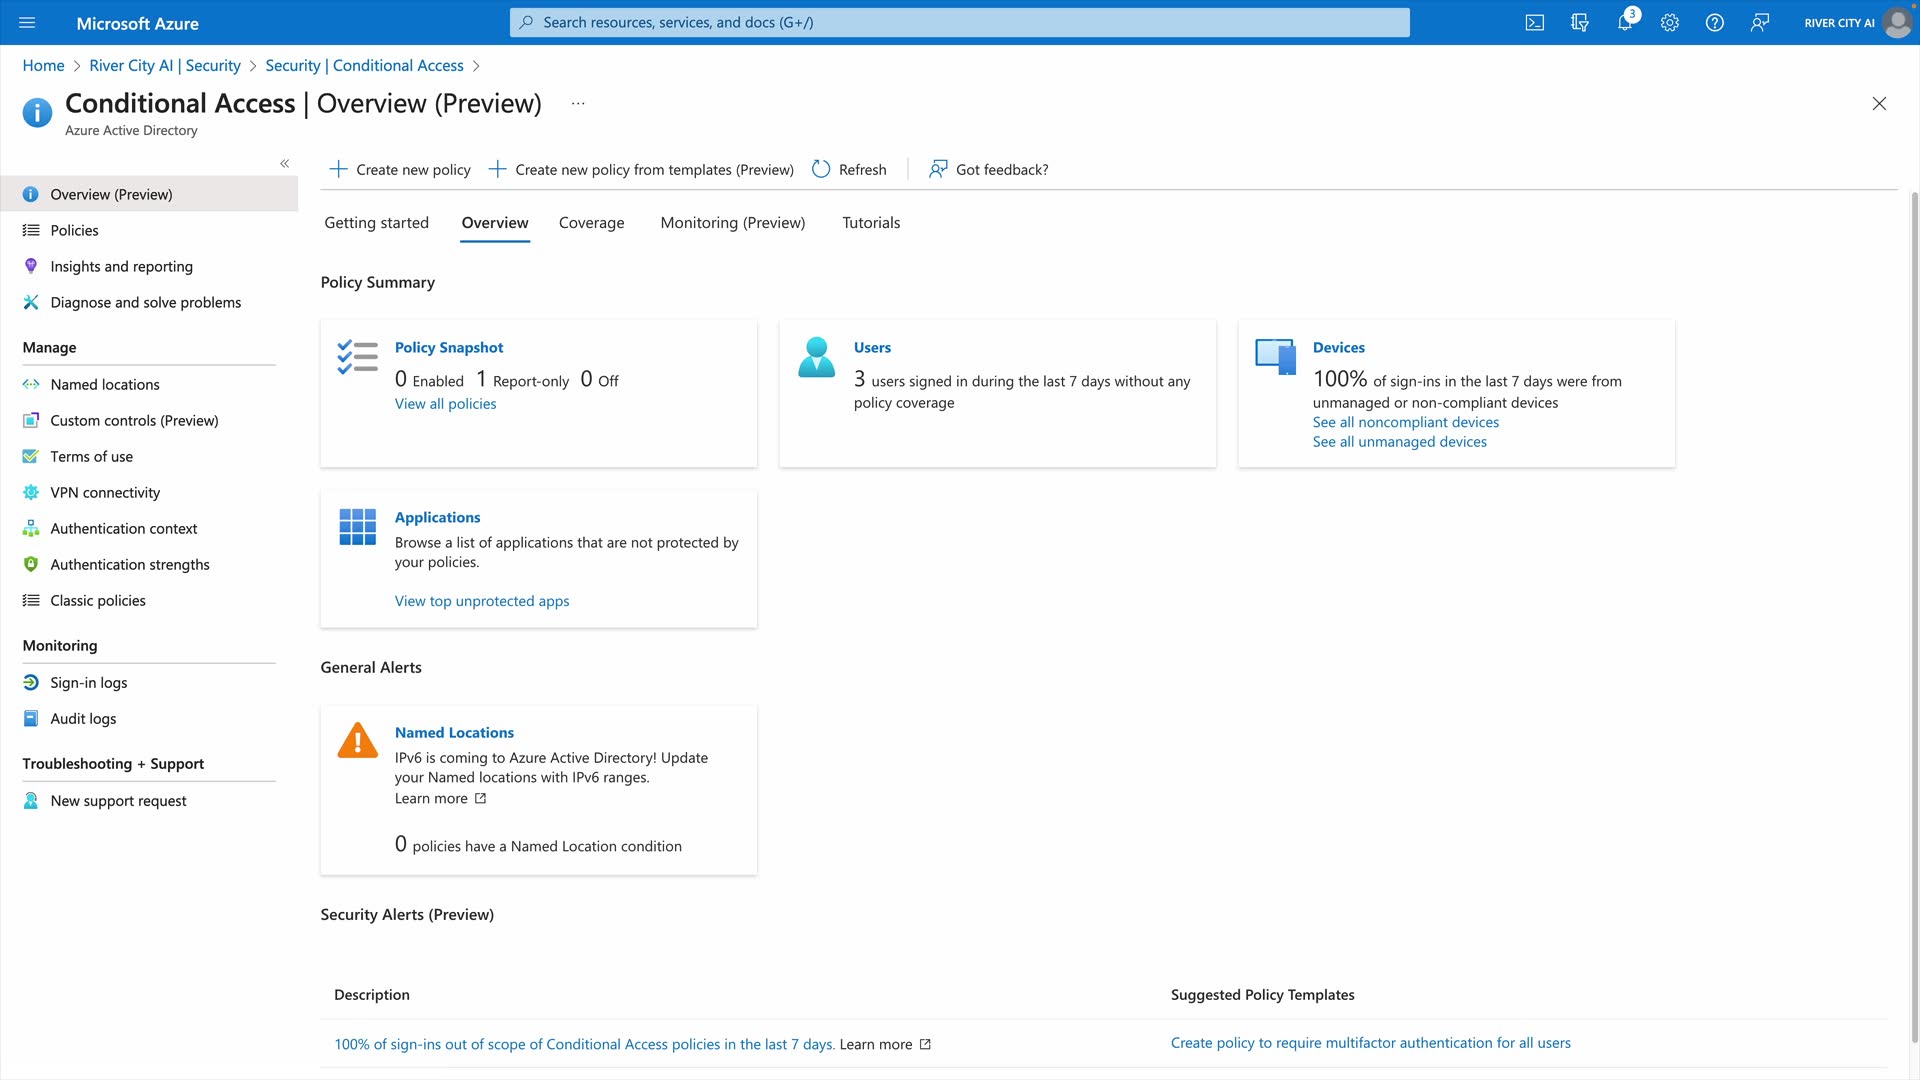 Microsoft Azure
Search resources, services, and docs (G+/)
3
RIVER CITY AI
Home > River City AI | Security > Security | Conditional Access >
Conditional Access | Overview (Preview) ...
Azure Active Directory
«
Overview (Preview)
Policies
Insights and reporting
Diagnose and solve problems
Manage
Named locations
Custom controls (Preview)
Terms of use
VPN connectivity
Authentication context
Authentication strengths
Classic policies
Monitoring
Sign-in logs
Audit logs
Troubleshooting + Support
New support request
Create new policy
Create new policy from templates (Preview)
Refresh
Got feedback?
Getting started
Overview
Coverage
Monitoring (Preview)
Tutorials
Policy Summary
Policy Snapshot
0 Enabled 1 Report-only 0 Off
View all policies
Users
3 users signed in during the last 7 days without any
policy coverage
Devices
100% of sign-ins in the last 7 days were from
unmanaged or non-compliant devices
See all noncompliant devices
See all unmanaged devices
Applications
Browse a list of applications that are not protected by
your policies.
View top unprotected apps
General Alerts
Named Locations
IPv6 is coming to Azure Active Directory! Update
your Named locations with IPv6 ranges.
Learn more
0 policies have a Named Location condition
Security Alerts (Preview)
Description
Suggested Policy Templates
100% of sign-ins out of scope of Conditional Access policies in the last 7 days. Learn more
Create policy to require multifactor authentication for all users